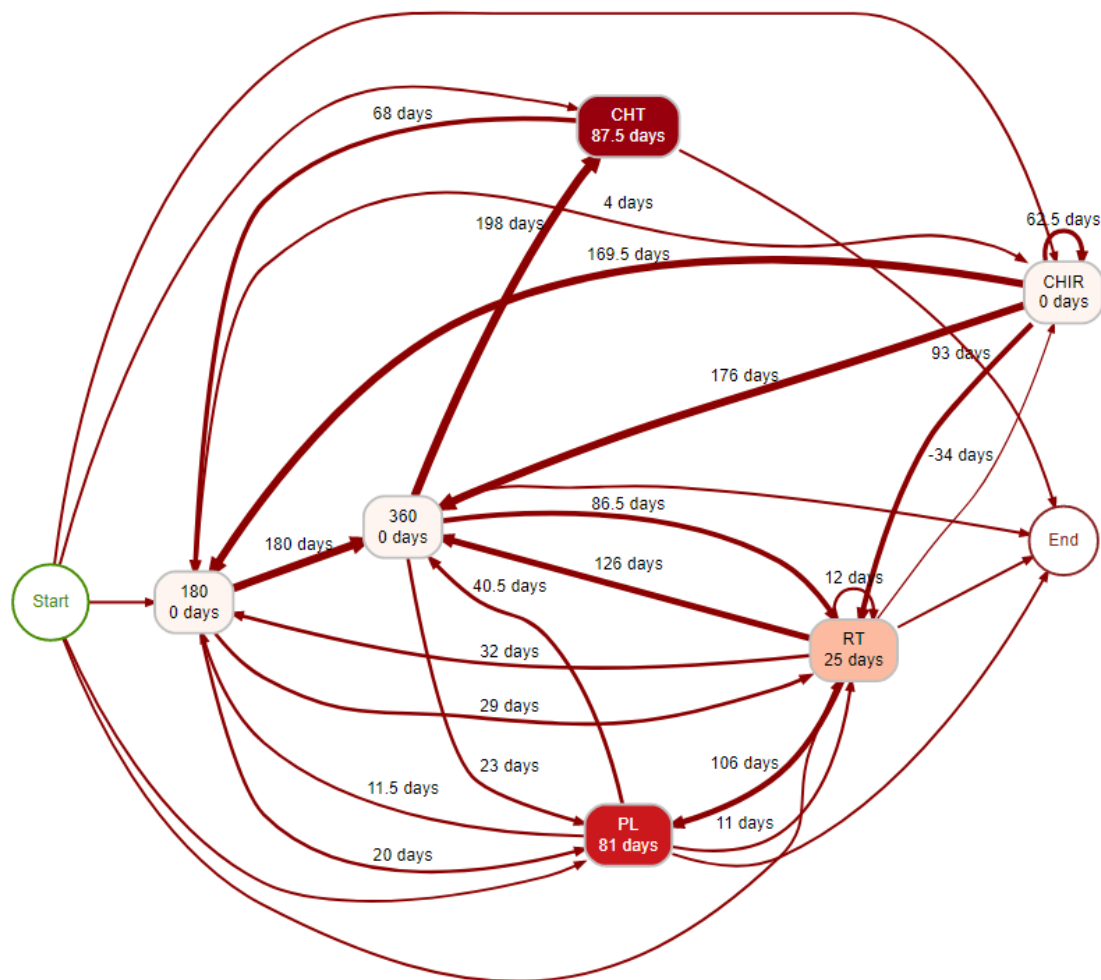 CHT
87.5 days
68 days
4 days
62.5 days
198 days
169.5 days
CHIR
0 days
93 days
176 days
-34 days
86.5 days
360
0 days
180 days
126 days
End
40.5 days
12 days
Start
180
0 days
RT
25 days
32 days
29 days
23 days
106 days
11.5 days
11 days
PL
81 days
20 days